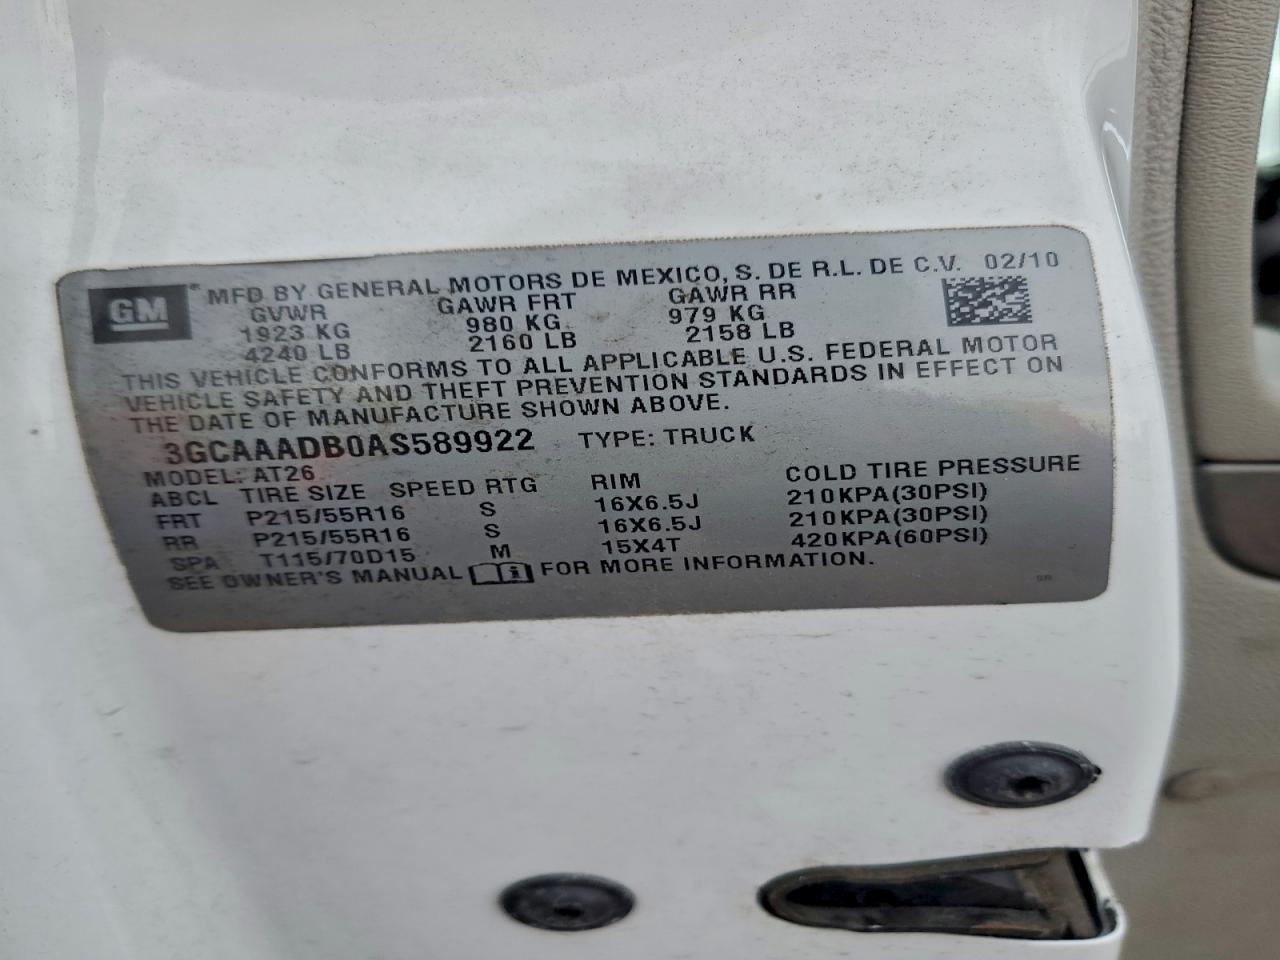 GM ® MFD BY GENERAL MOTORS DE MEXICO, S. DE R.L. DE C.V. 02/10
GVWR GAWR FRT GAWR RR
1923 KG 980 KG 979 KG
4240 LB 2160 LB 2158 LB
THIS VEHICLE CONFORMS TO ALL APPLICABLE U.S. FEDERAL MOTOR
VEHICLE SAFETY AND THEFT PREVENTION STANDARDS IN EFFECT ON
THE DATE OF MANUFACTURE SHOWN ABOVE.
3GCAAADB0AS589922 TYPE: TRUCK
MODEL: AT26
ABCL TIRE SIZE SPEED RTG RIM COLD TIRE PRESSURE
FRT P215/55R16 S 16X6.5J 210KPA(30PSI)
RR P215/55R16 S 16X6.5J 210KPA(30PSI)
SPA T115/70D15 M 15X4T 420KPA(60PSI)
SEE OWNER'S MANUAL FOR MORE INFORMATION.